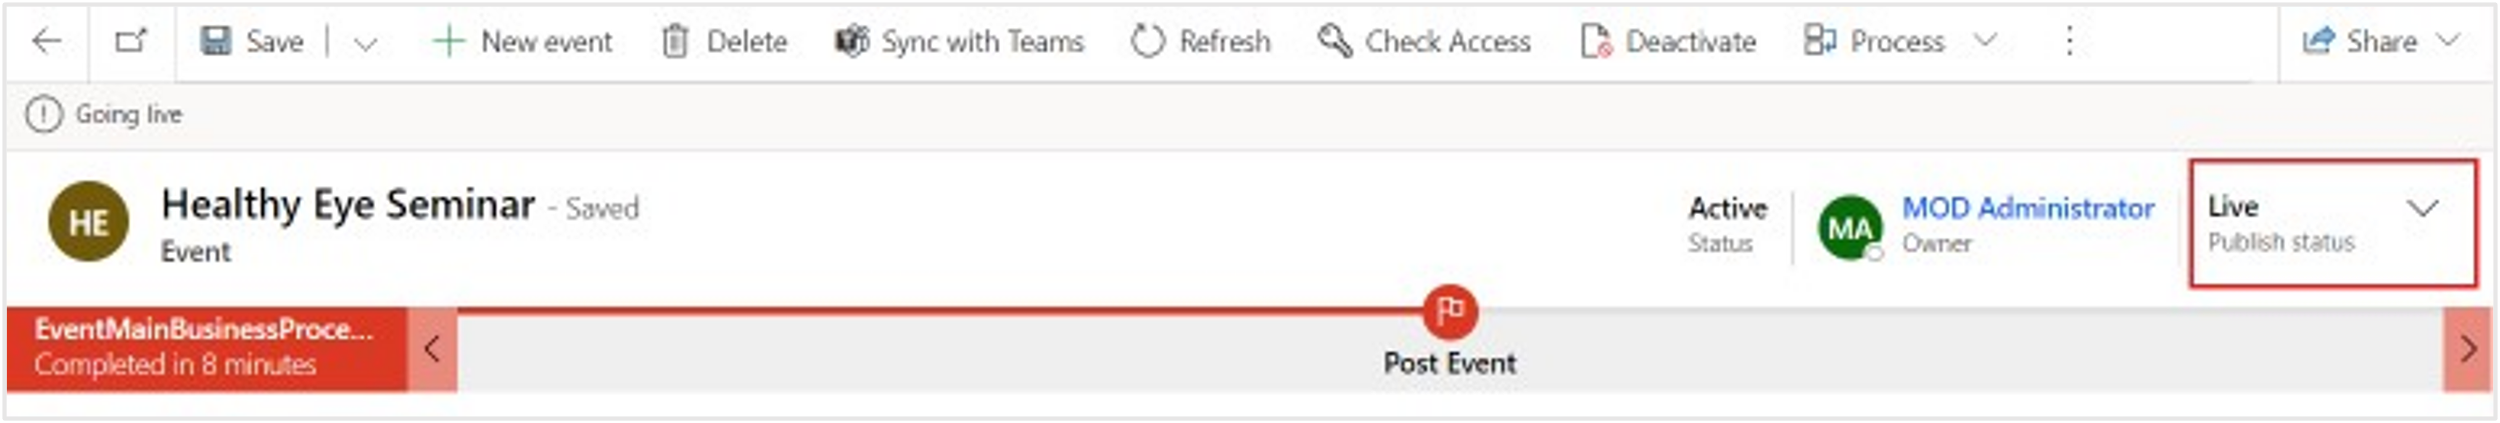 Save New event Delete Sync with Teams Refresh Check Access Deactivate Process Share
Going live
HE
Healthy Eye Seminar - Saved
Event
Active
Status
MA
MOD Administrator
Owner
Live
Publish status
EventMainBusinessProce...
Completed in 8 minutes
Post Event